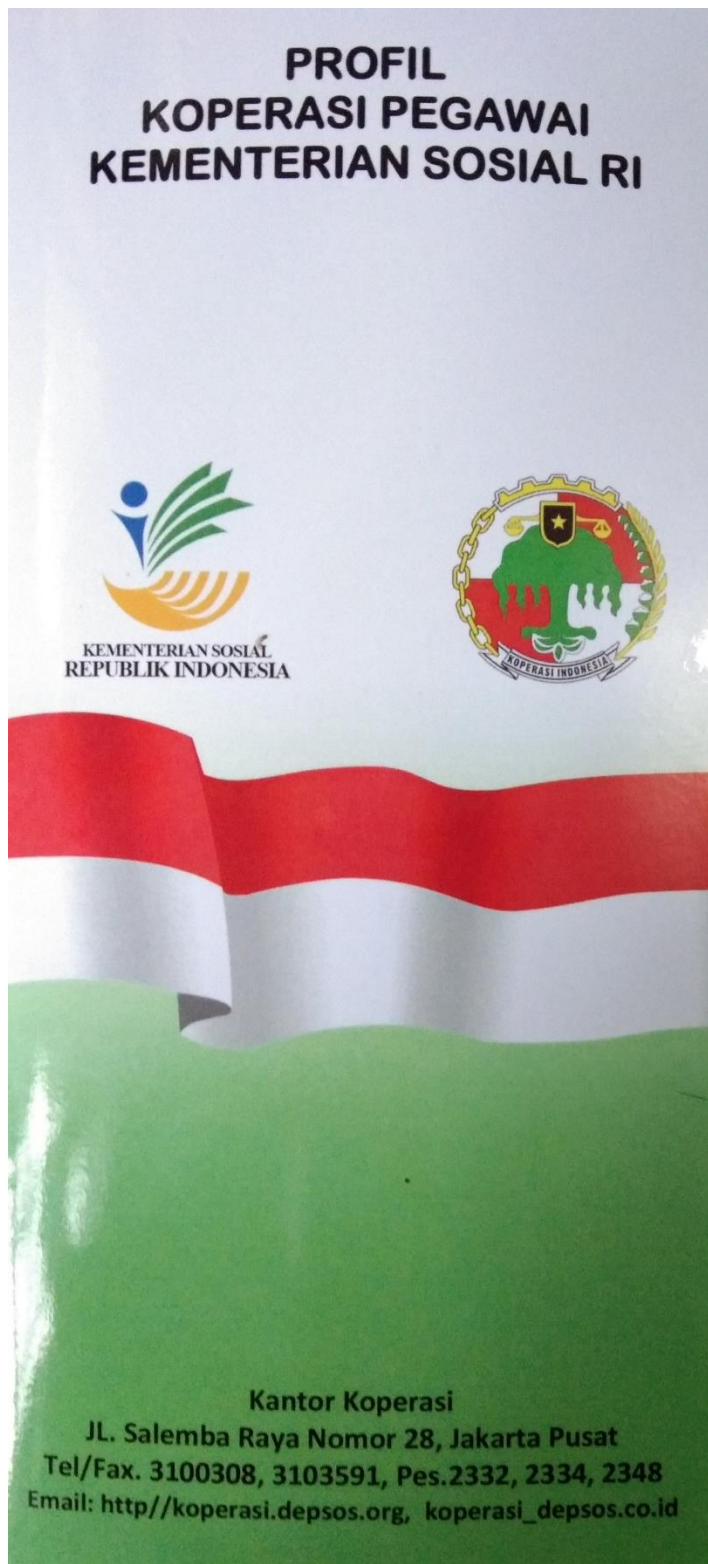 PROFIL
KOPERASI PEGAWAI
KEMENTERIAN SOSIAL RI
KEMENTERIAN SOSIAL
REPUBLIK INDONESIA
KOPERASI INDONESIA
Kantor Koperasi
JL. Salemba Raya Nomor 28, Jakarta Pusat
Tel/Fax. 3100308, 3103591, Pes.2332, 2334, 2348
Email: http//koperasi.depsos.org, koperasi_depsos.co.id